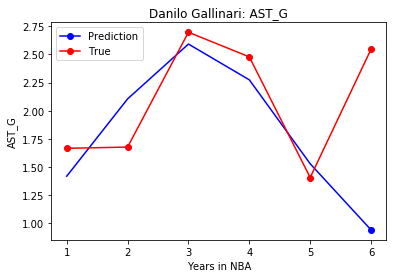 Danilo Gallinari: AST_G
Prediction
True
AST_G
2.75
2.50
2.25
2.00
1.75
1.50
1.25
1.00
1 2 3 4 5 6
Years in NBA